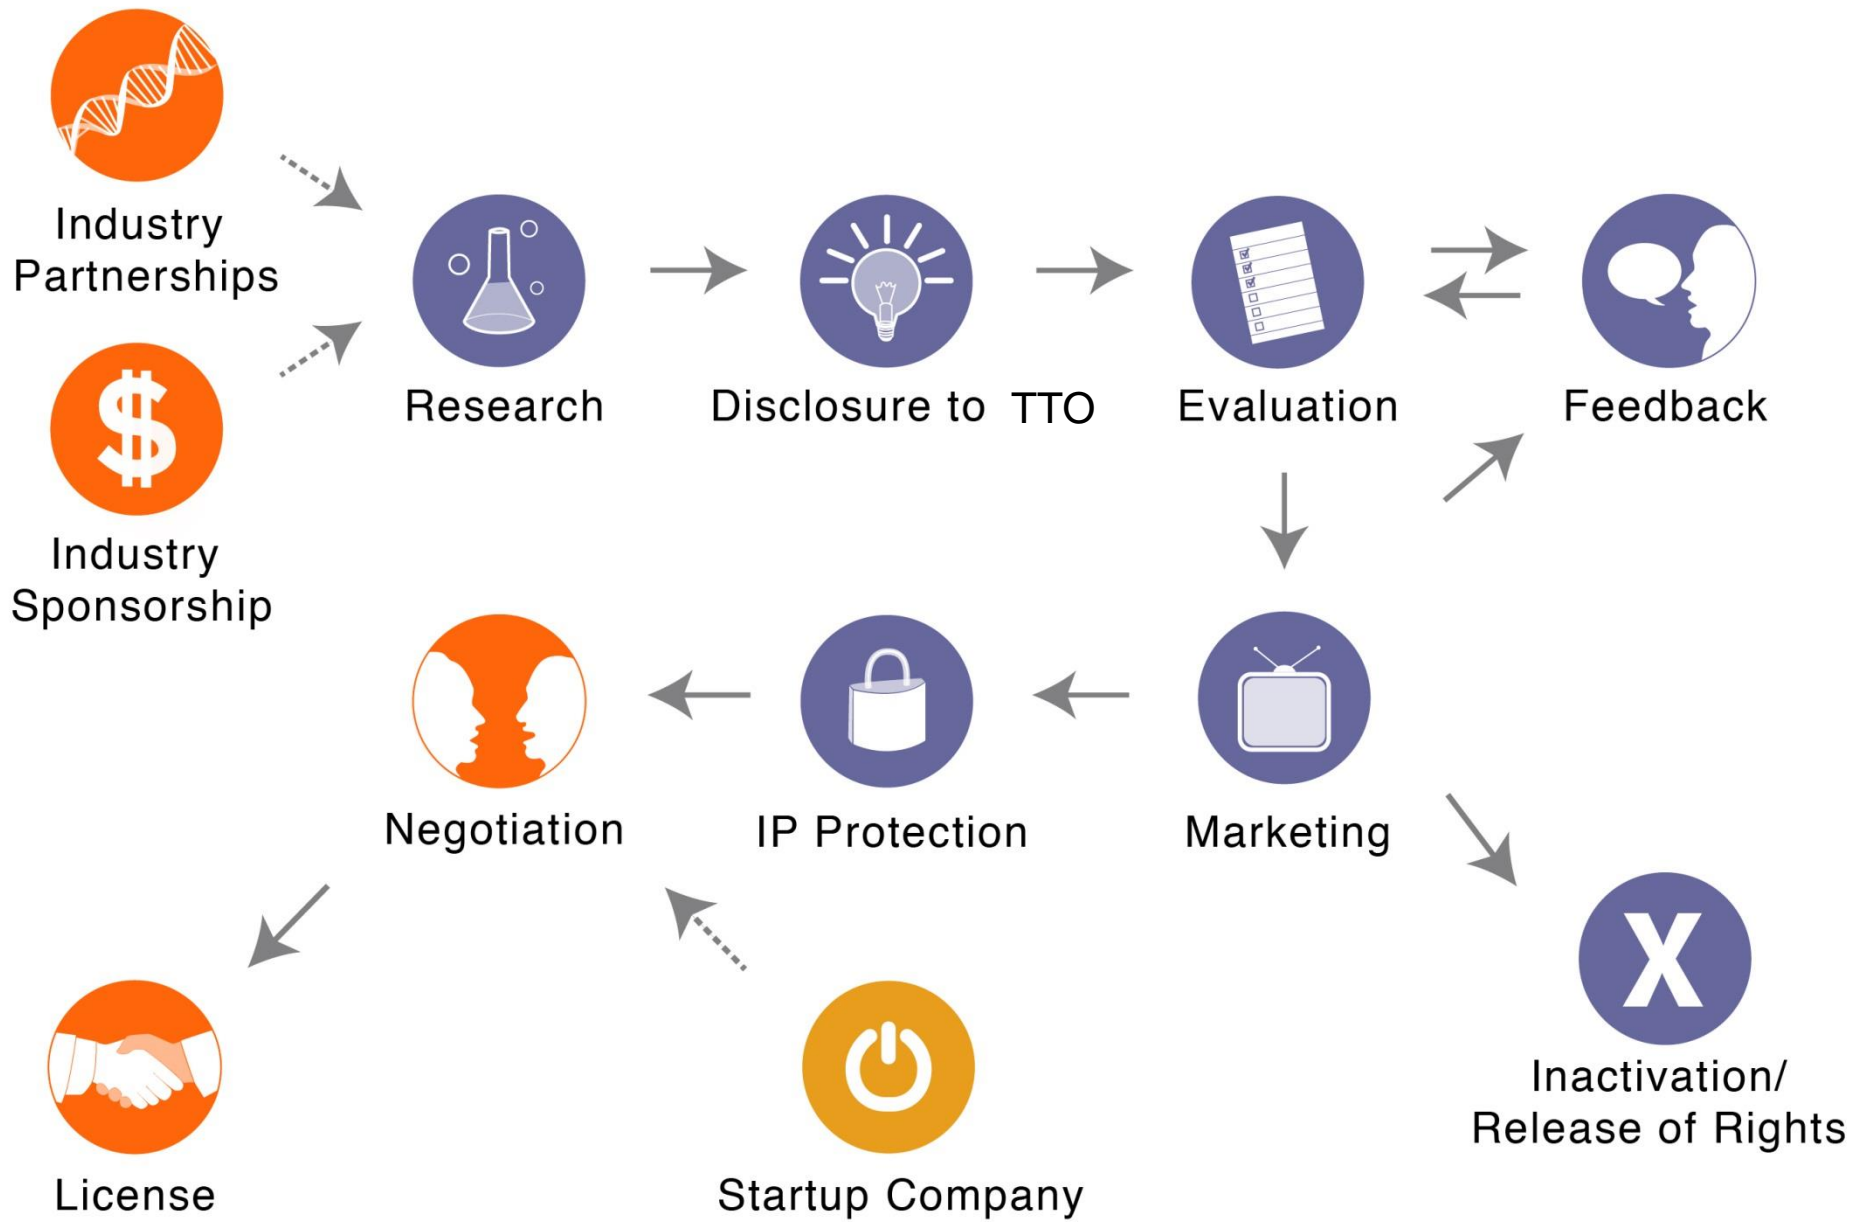 Industry
Partnerships
Research
Disclosure to TTO
Evaluation
Feedback
Industry
Sponsorship
Negotiation
IP Protection
Marketing
License
Startup Company
X
Inactivation/
Release of Rights